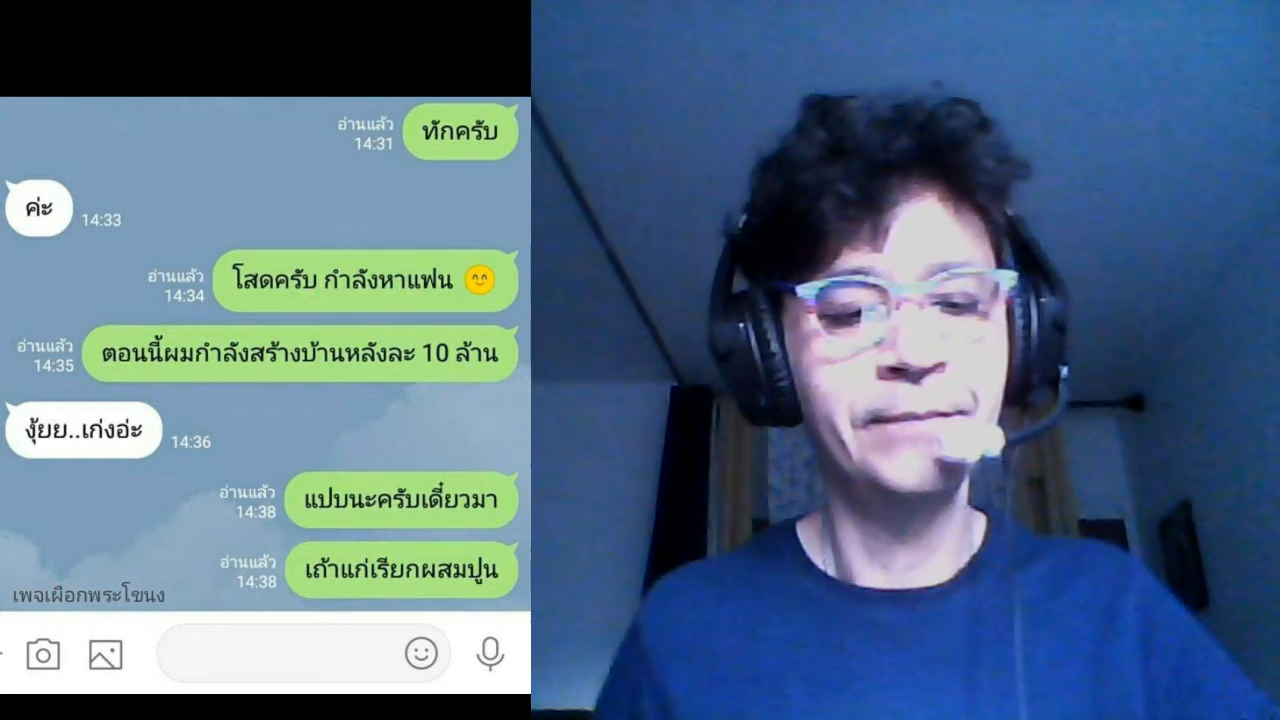 ทักครับ
อ่านแล้ว
14:31
ค่ะ
14:33
โสดครับ กำลังหาแฟน 😊
อ่านแล้ว
14:34
ตอนนี้ผมกำลังสร้างบ้านหลังละ 10 ล้าน
อ่านแล้ว
14:35
งุ้ยย..เก่งอ่ะ
14:36
แปบนะครับเดี๋ยวมา
อ่านแล้ว
14:38
เถ้าแก่เรียกผสมปูน
อ่านแล้ว
14:38
เพจเผือกพระโขนง